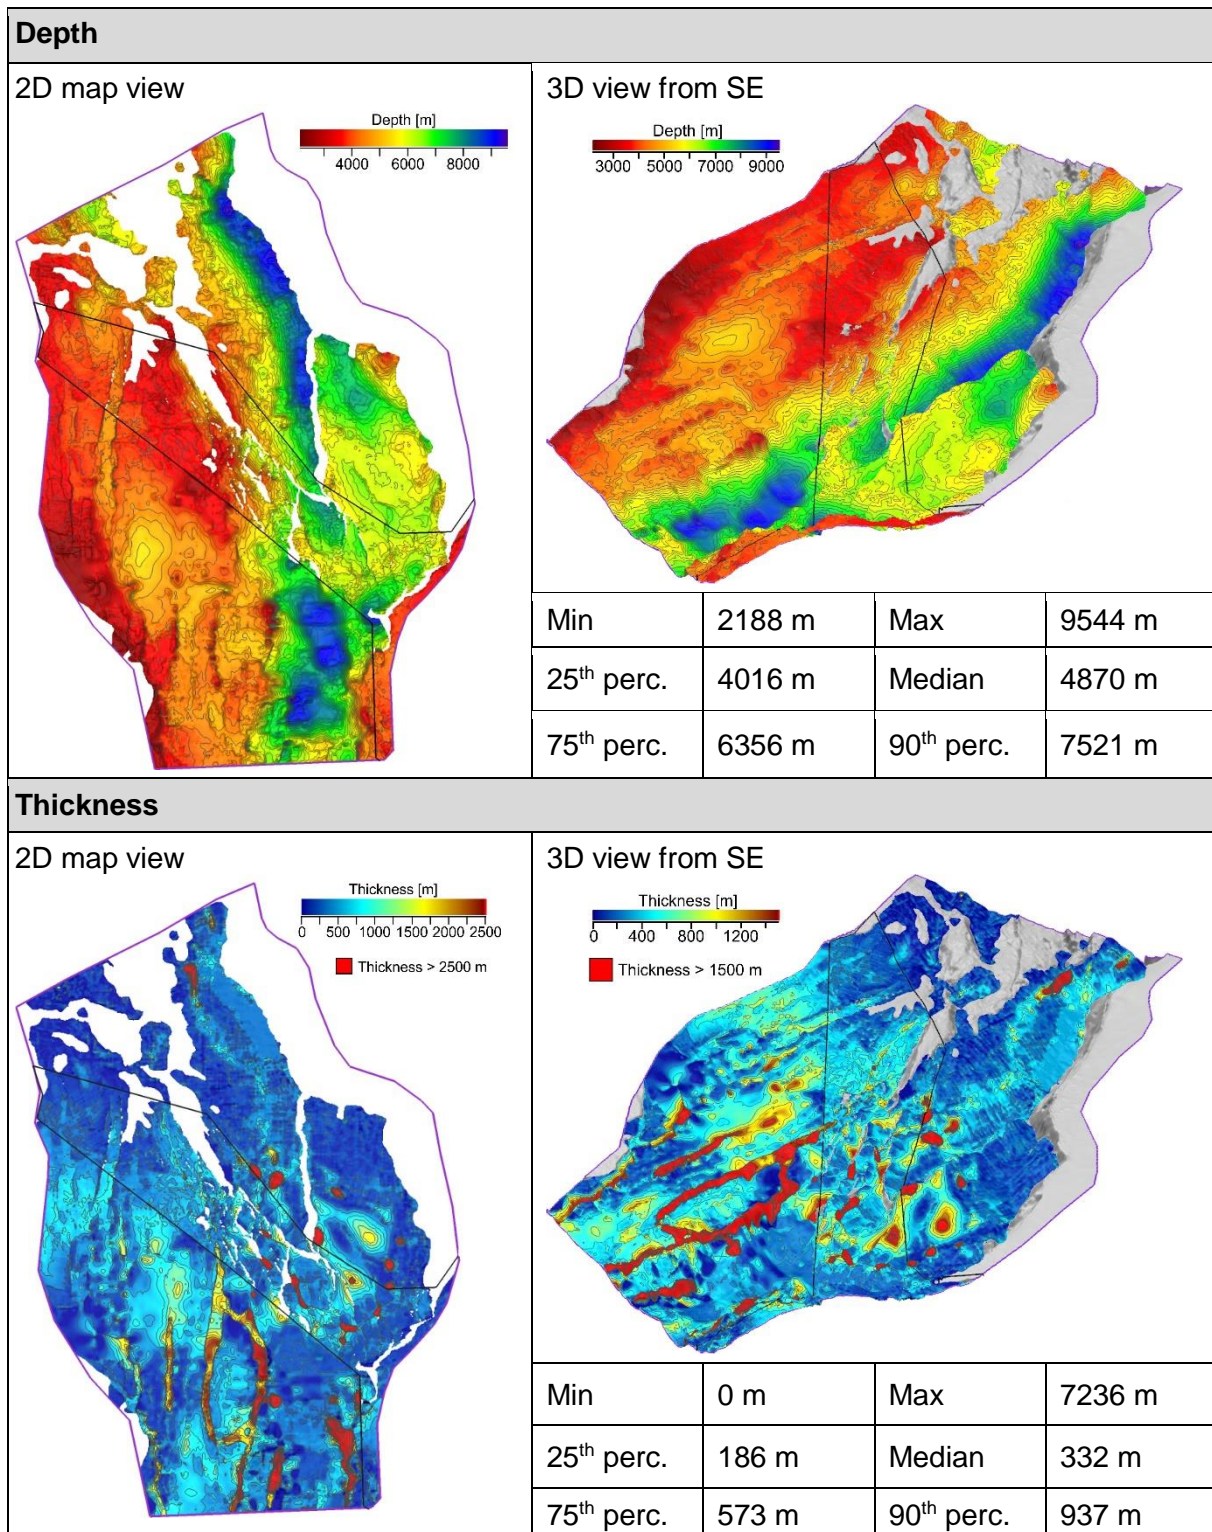 Depth
2D map view
Depth [m]
4000 6000 8000
3D view from SE
Depth [m]
3000 5000 7000 9000
Min 2188 m Max 9544 m
25th perc. 4016 m Median 4870 m
75th perc. 6356 m 90th perc. 7521 m
Thickness
2D map view
Thickness [m]
0 500 1000 1500 2000 2500
Thickness > 2500 m
3D view from SE
Thickness [m]
0 400 800 1200
Thickness > 1500 m
Min 0 m Max 7236 m
25th perc. 186 m Median 332 m
75th perc. 573 m 90th perc. 937 m